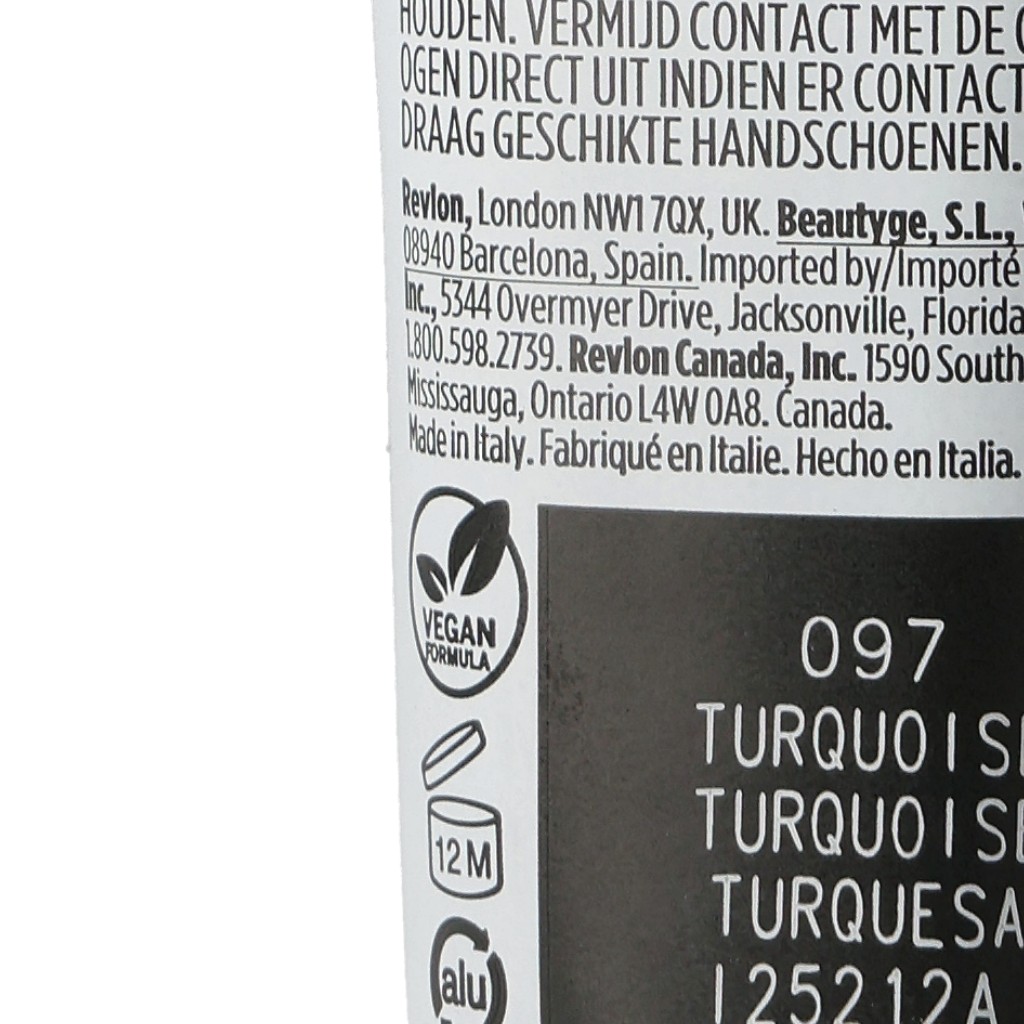 HOUDEN. VERMIJD CONTACT MET DE
OGEN DIRECT UIT INDIEN ER CONTACT
DRAAG GESCHIKTE HANDSCHOENEN.
Revlon, London NW1 7QX, UK. Beautyge, S.L.,
08940 Barcelona, Spain. Imported by/Importé
Inc., 5344 Overmyer Drive, Jacksonville, Florida
1.800.598.2739. Revlon Canada, Inc. 1590 South
Mississauga, Ontario L4W 0A8. Canada.
Made in Italy. Fabriqué en Italie. Hecho en Italia.
VEGAN
FORMULA
12 M
alu
097
TURQUOISE
TURQUOISE
TURQUESA
125212A